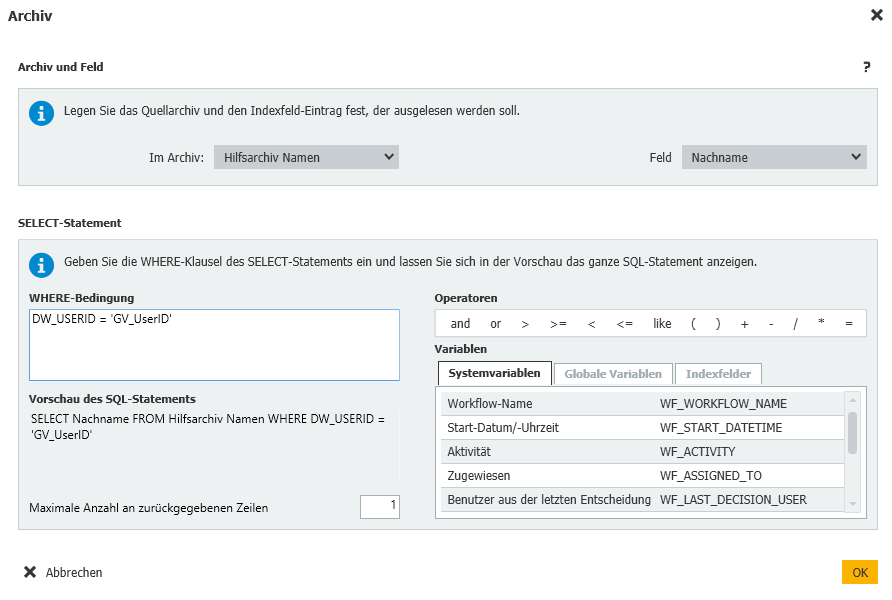 Archiv
Archiv und Feld
?
Legen Sie das Quellarchiv und den Indexfeld-Eintrag fest, der ausgelesen werden soll.
Im Archiv: Hilfsarchiv Namen Feld Nachname
SELECT-Statement
Geben Sie die WHERE-Klausel des SELECT-Statements ein und lassen Sie sich in der Vorschau das ganze SQL-Statement anzeigen.
WHERE-Bedingung
DW_USERID = 'GV_UserID'
Vorschau des SQL-Statements
SELECT Nachname FROM Hilfsarchiv Namen WHERE DW_USERID =
'GV_UserID'
Maximale Anzahl an zurückgegebenen Zeilen 1
Operatoren
and or > >= < <= like ( ) + - / * =
Variablen
Systemvariablen Globale Variablen Indexfelder
Workflow-Name WF_WORKFLOW_NAME
Start-Datum/-Uhrzeit WF_START_DATETIME
Aktivität WF_ACTIVITY
Zugewiesen WF_ASSIGNED_TO
Benutzer aus der letzten Entscheidung WF_LAST_DECISION_USER
Abbrechen
OK